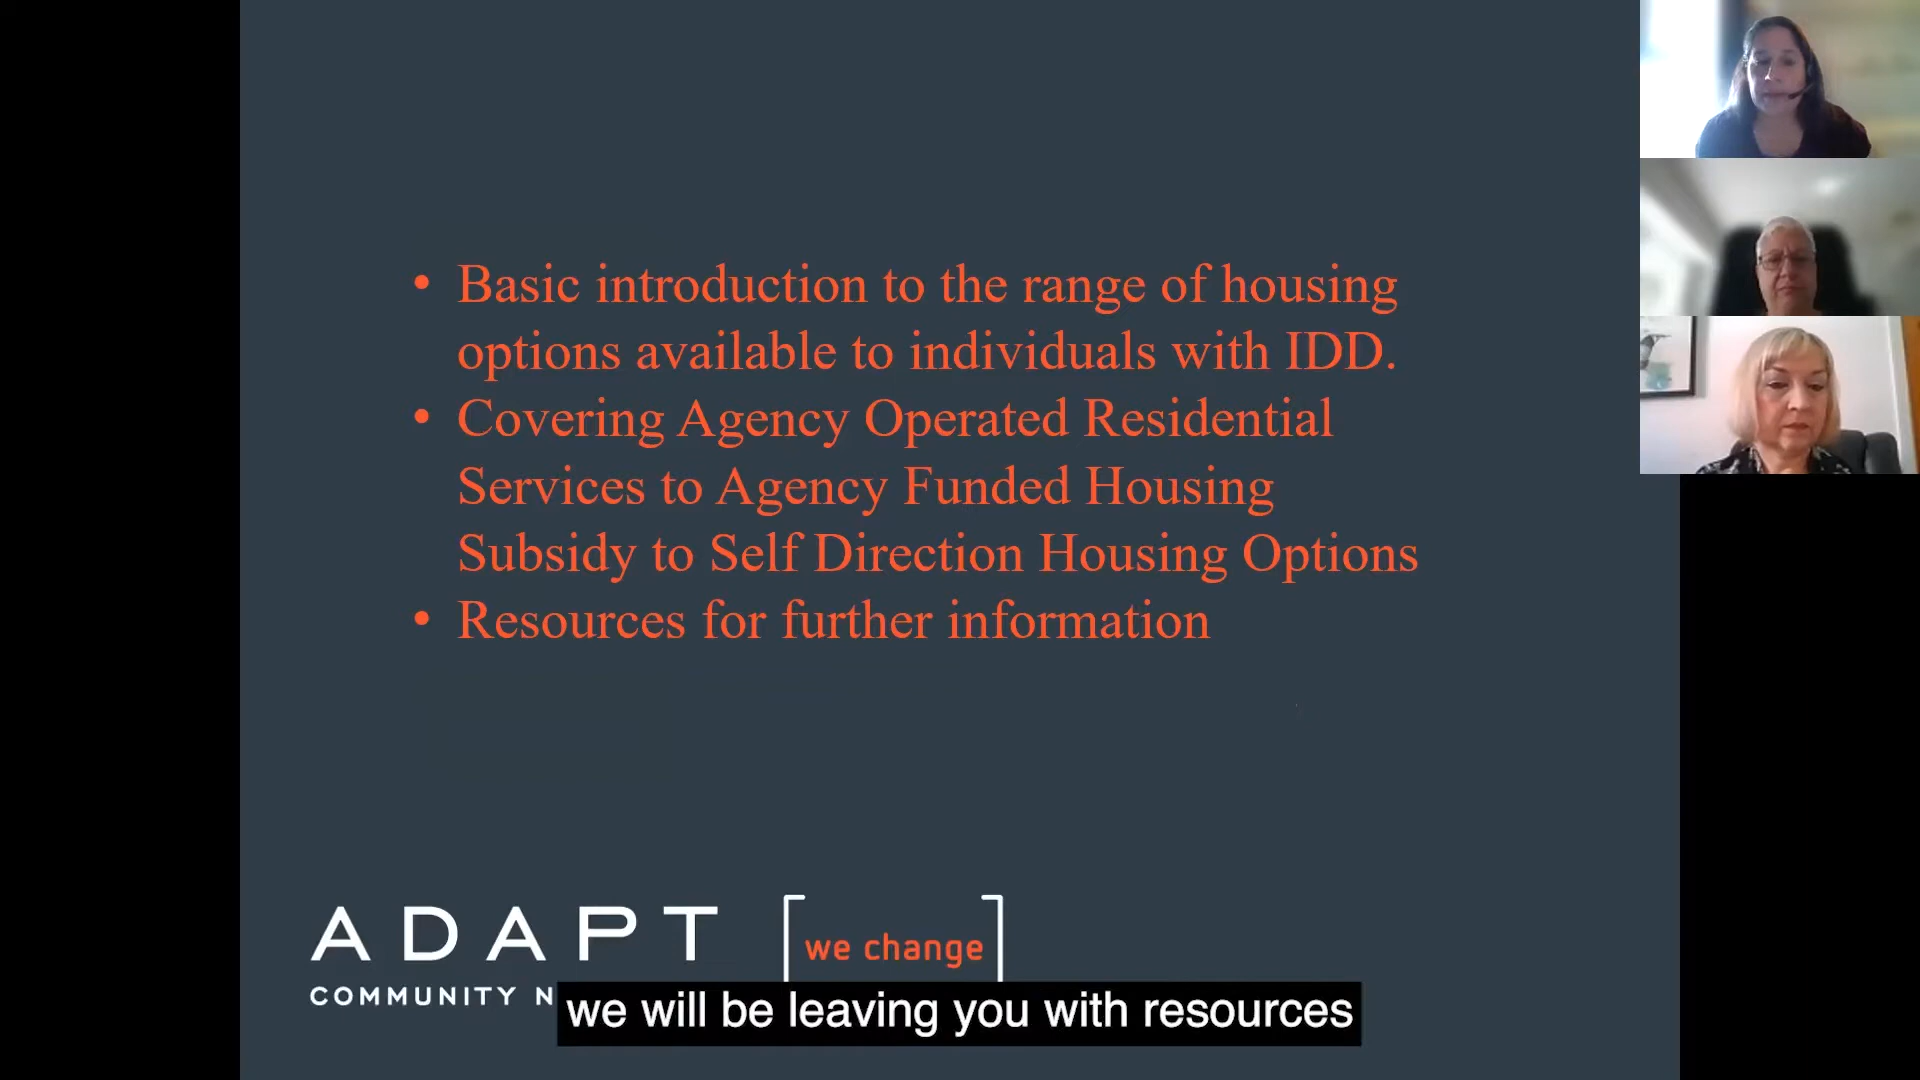 • Basic introduction to the range of housing
options available to individuals with IDD.
• Covering Agency Operated Residential
Services to Agency Funded Housing
Subsidy to Self Direction Housing Options
• Resources for further information
ADAPT
COMMUNITY N
we change
we will be leaving you with resources